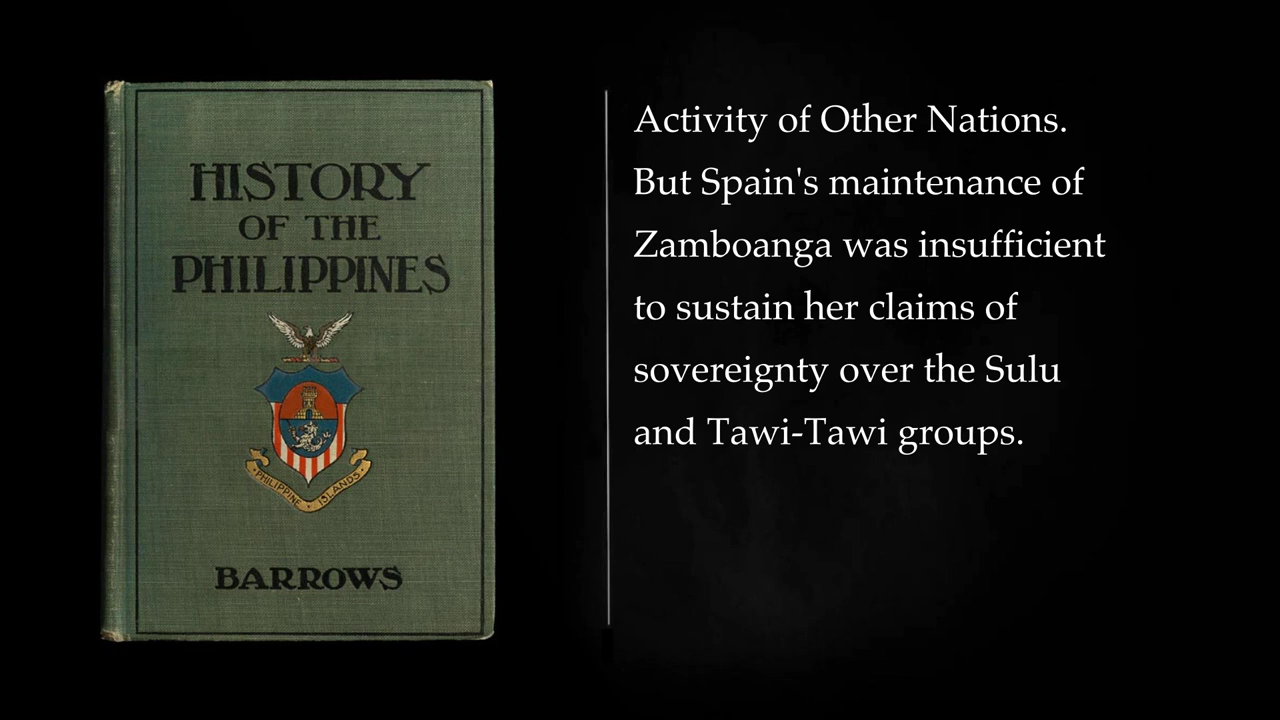 HISTORY
OF THE
PHILIPPINES
PHILIPPINE ISLANDS
BARROWS
Activity of Other Nations.
But Spain's maintenance of
Zamboanga was insufficient
to sustain her claims of
sovereignty over the Sulu
and Tawi-Tawi groups.